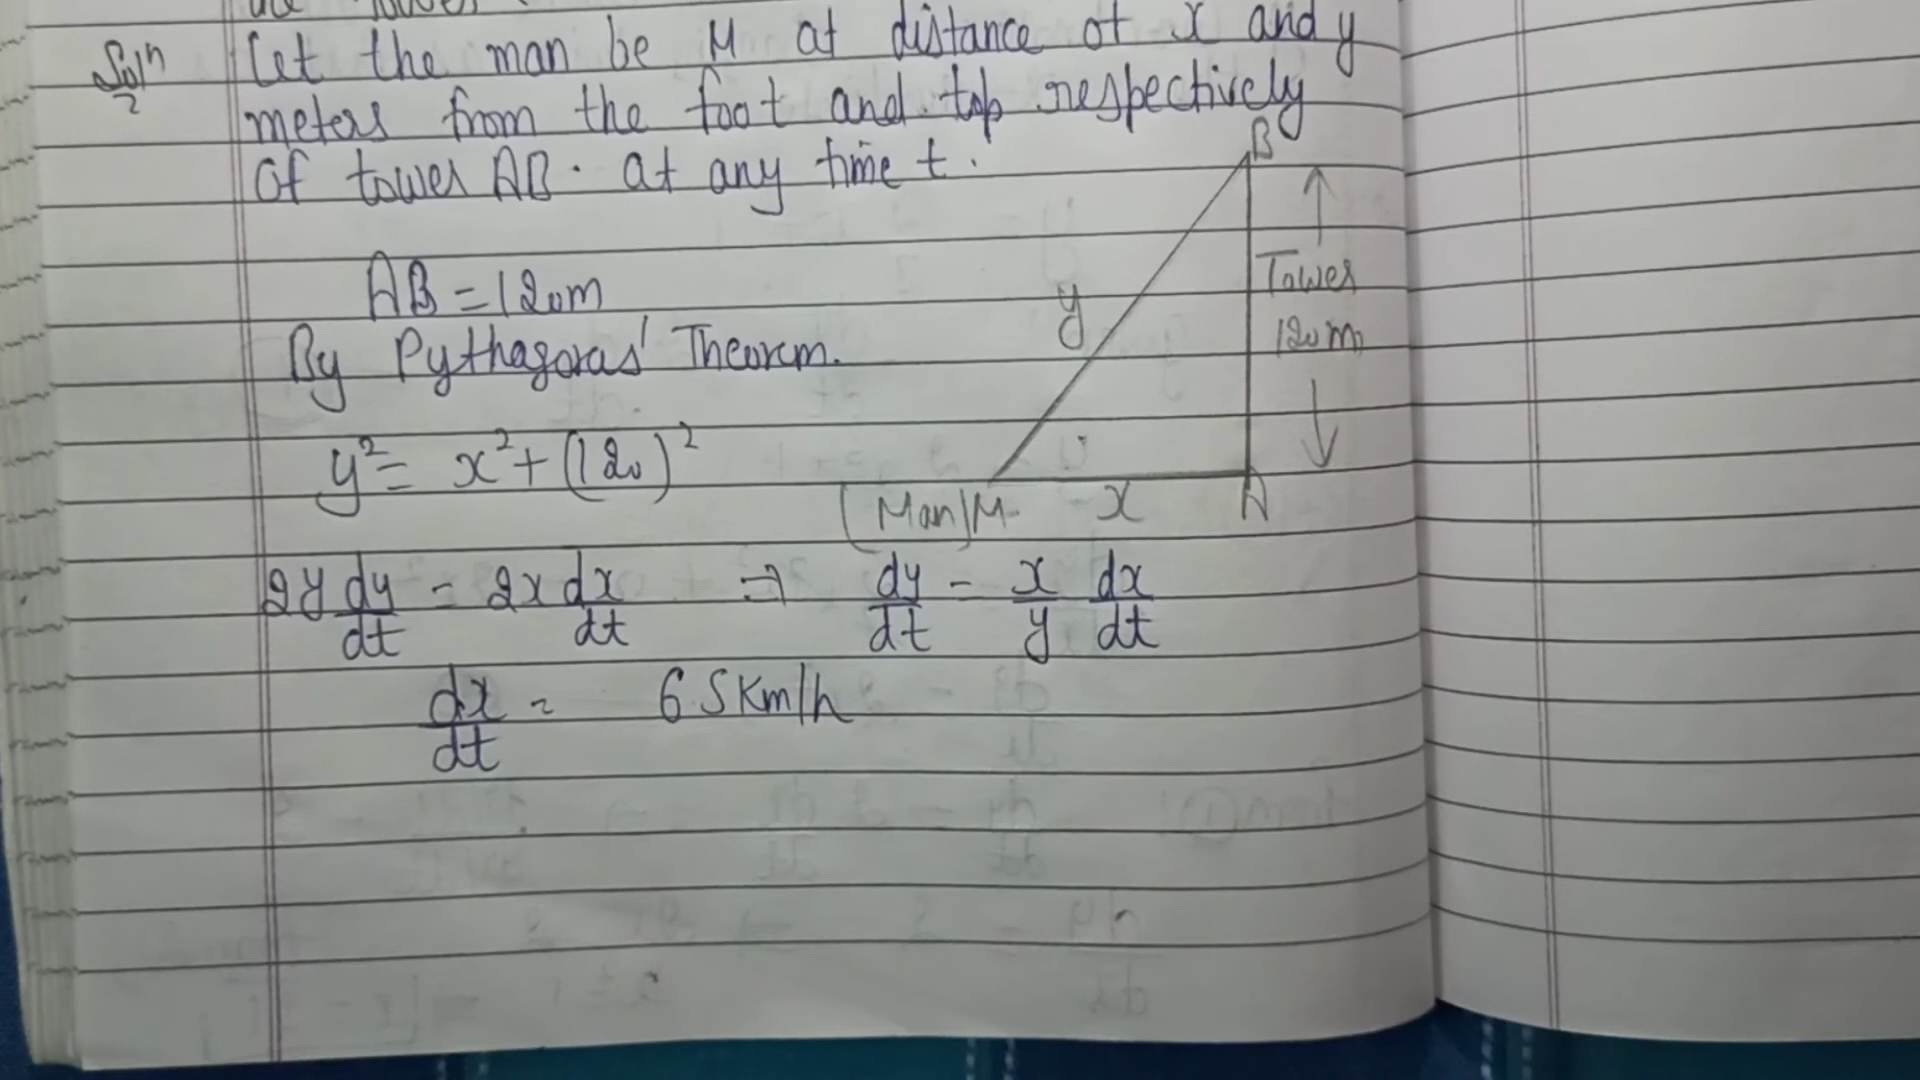 Solⁿ Let the man be M at distance of x and y
meters from the foot and top respectively
of tower AB. at any time t.
B
AB = 120m
Tower
120 m
y
By Pythagoras' Theorem.
y² = x² + (120)²
(Man) M x A
2y dy/dt = 2x dx/dt ⇒ dy/dt = x/y dx/dt
dx/dt = 6.5 Km/h